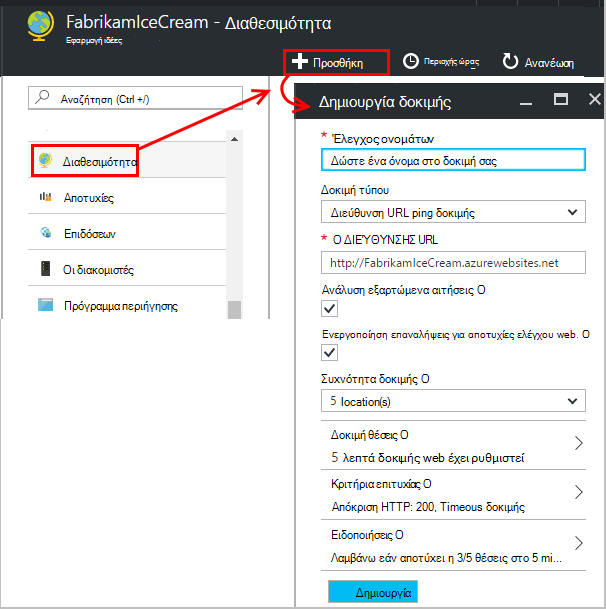 FabrikamIceCream - Διαθεσιμότητα
Εφαρμογή ιδέες
Προσθήκη
Περιοχής ώρας
Ανανέωση
Αναζήτηση (Ctrl +/)
Διαθεσιμότητα
Αποτυχίες
Επιδόσεων
Οι διακομιστές
Πρόγραμμα περιήγησης
Δημιουργία δοκιμής
* Έλεγχος ονομάτων
Δώστε ένα όνομα στο δοκιμή σας
Δοκιμή τύπου
Διεύθυνση URL ping δοκιμής
* Ο ΔΙΕΎΘΥΝΣΗΣ URL
http://FabrikamIceCream.azurewebsites.net
Ανάλυση εξαρτώμενα αιτήσεις Ο
Ενεργοποίηση επαναλήψεις για αποτυχίες ελέγχου web. Ο
Συχνότητα δοκιμής Ο
5 location(s)
Δοκιμή θέσεις Ο
5 λεπτά δοκιμής web έχει ρυθμιστεί
Κριτήρια επιτυχίας Ο
Απόκριση HTTP: 200, Timeous δοκιμής
Ειδοποιήσεις Ο
Λαμβάνω εάν αποτύχει η 3/5 θέσεις στο 5 mi...
Δημιουργία